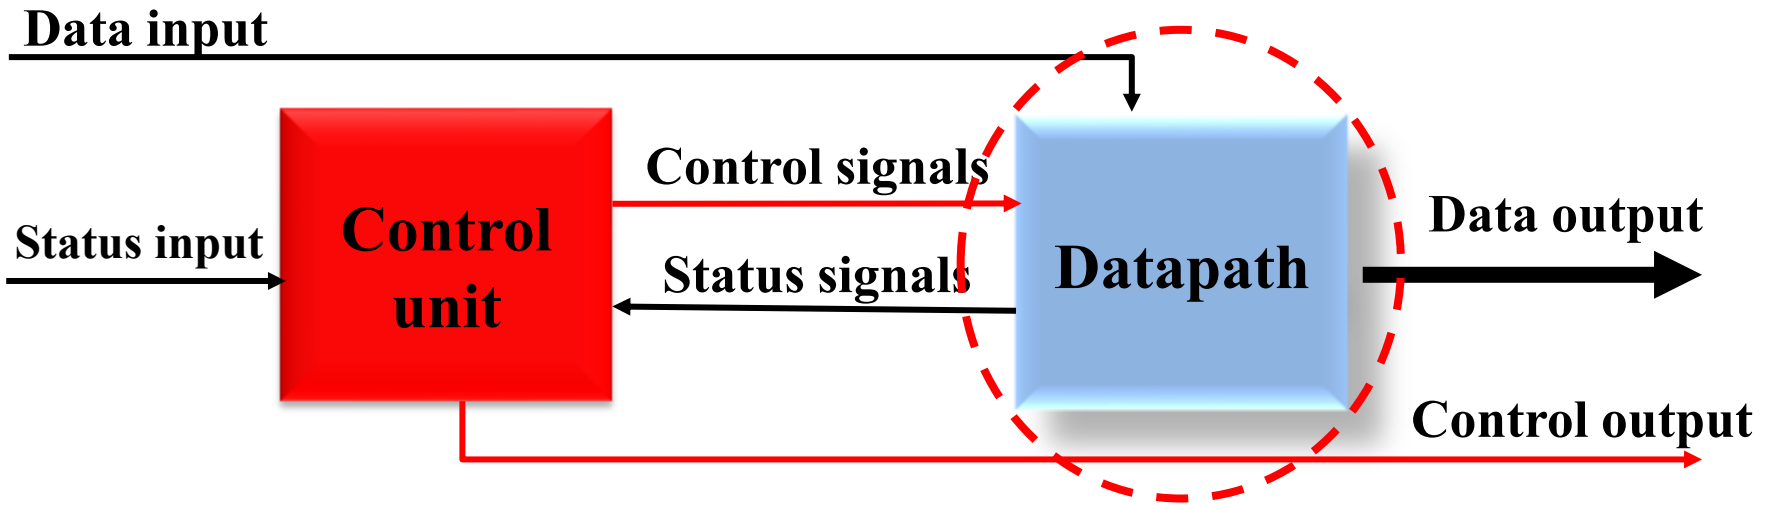 Data input
Control signals
Status input
Control
unit
Status signals
Datapath
Data output
Control output